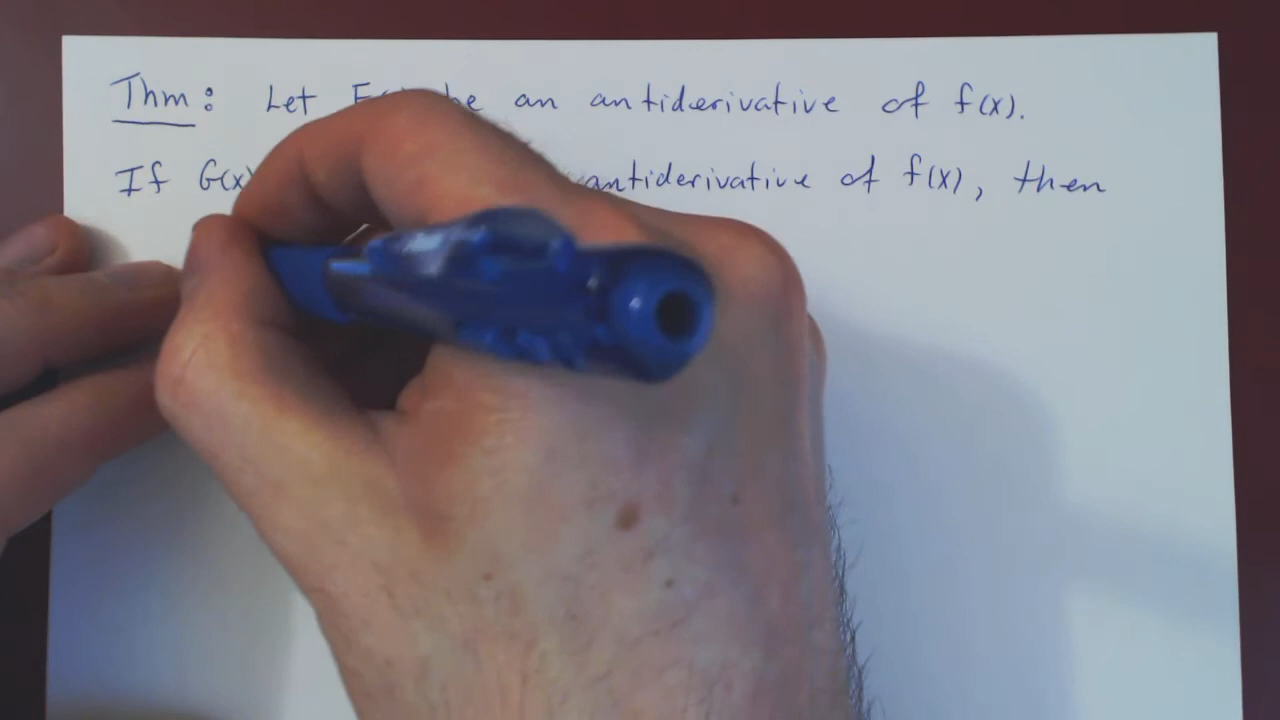 Thm: Let be an antiderivative of f(x).
If G(x) antiderivative of f(x), then